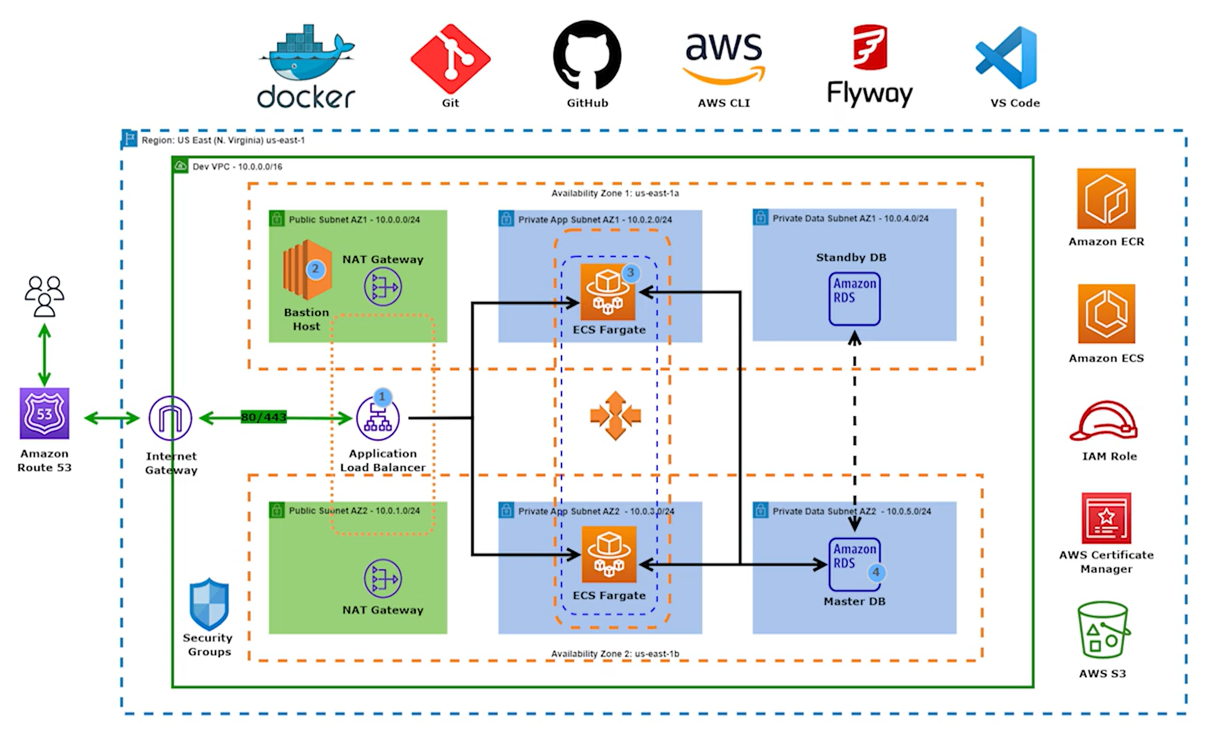 docker
Git
GitHub
aws
AWS CLI
Flyway
VS Code
Region: US East (N. Virginia) us-east-1
Dev VPC - 10.0.0.0/16
Availability Zone 1: us-east-1a
Public Subnet AZ1 - 10.0.0.0/24
Private App Subnet AZ1 - 10.0.2.0/24
Private Data Subnet AZ1 - 10.0.4.0/24
2
NAT Gateway
Bastion
Host
3
ECS Fargate
Standby DB
Amazon
RDS
53
Amazon
Route 53
Internet
Gateway
80/443
1
Application
Load Balancer
Public Subnet AZ2 - 10.0.1.0/24
Private App Subnet AZ2 - 10.0.3.0/24
Private Data Subnet AZ2 - 10.0.5.0/24
NAT Gateway
ECS Fargate
Amazon
RDS
4
Master DB
Security
Groups
Availability Zone 2: us-east-1b
Amazon ECR
Amazon ECS
IAM Role
AWS Certificate
Manager
AWS S3